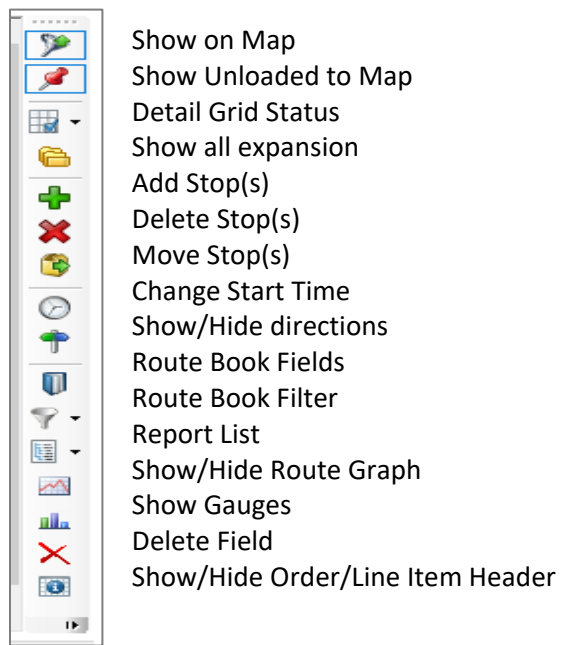 Show on Map
Show Unloaded to Map
Detail Grid Status
Show all expansion
Add Stop(s)
Delete Stop(s)
Move Stop(s)
Change Start Time
Show/Hide directions
Route Book Fields
Route Book Filter
Report List
Show/Hide Route Graph
Show Gauges
Delete Field
Show/Hide Order/Line Item Header